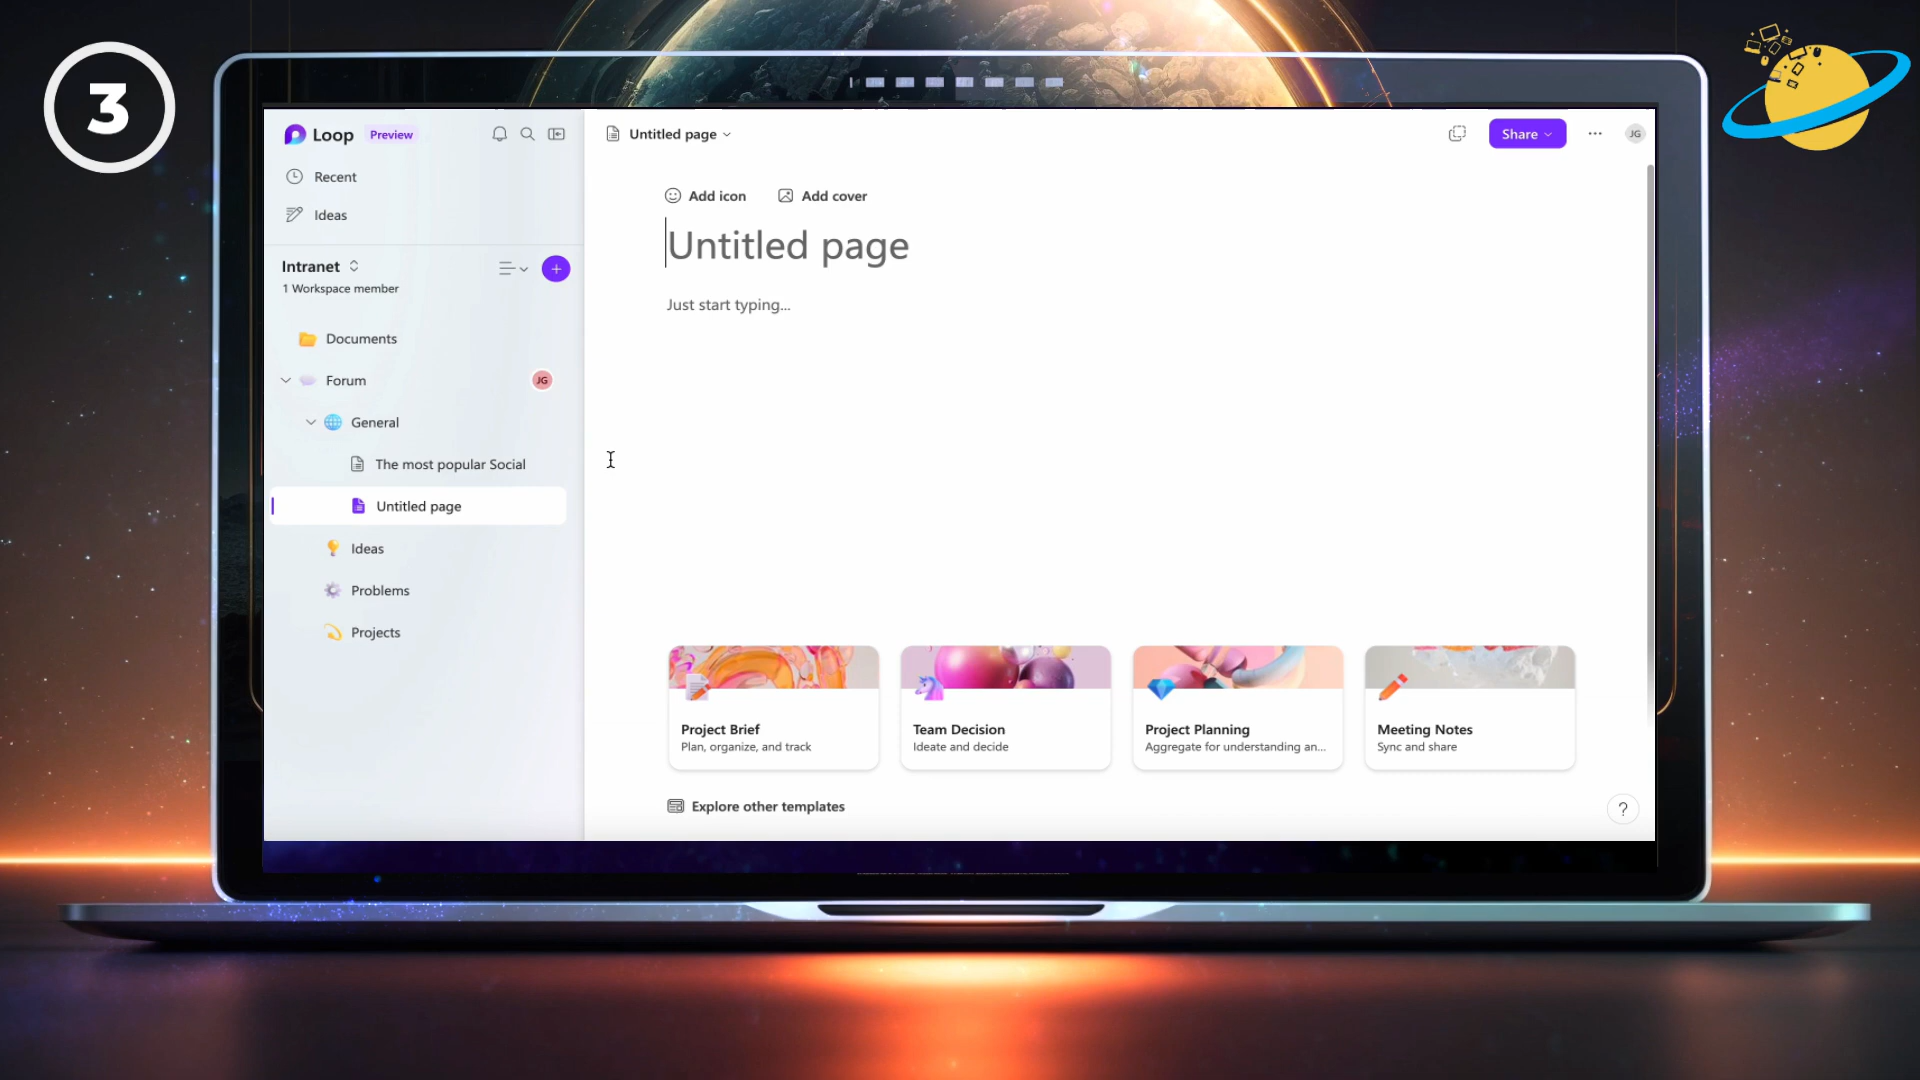 3
Loop Preview
Recent
Ideas
Intranet
1 Workspace member
Documents
Forum
JG
General
The most popular Social
Untitled page
Ideas
Problems
Projects
Untitled page
Share
JG
Add icon
Add cover
Untitled page
Just start typing...
Project Brief
Plan, organize, and track
Team Decision
Ideate and decide
Project Planning
Aggregate for understanding an...
Meeting Notes
Sync and share
Explore other templates
?